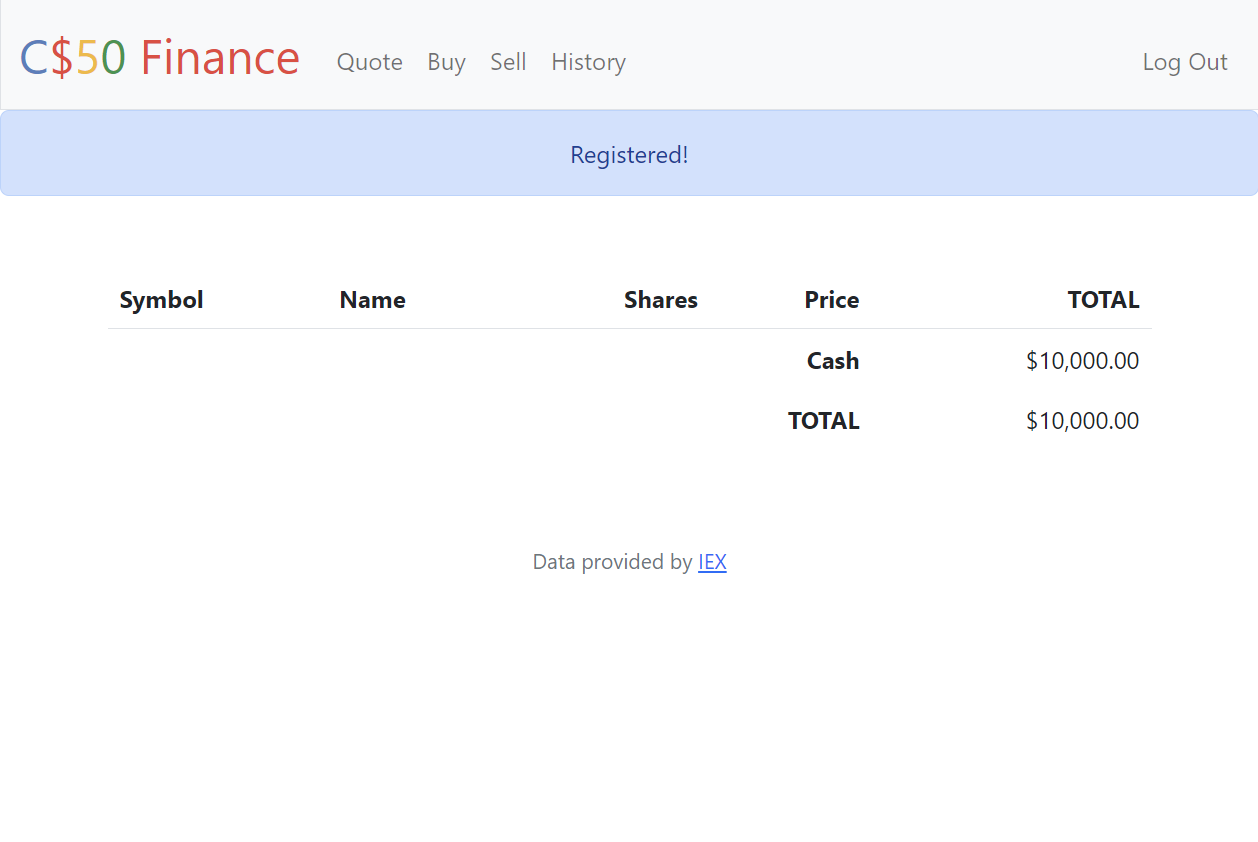 C$50 Finance Quote Buy Sell History Log Out
Registered!
Symbol Name Shares Price TOTAL
Cash $10,000.00
TOTAL $10,000.00
Data provided by IEX